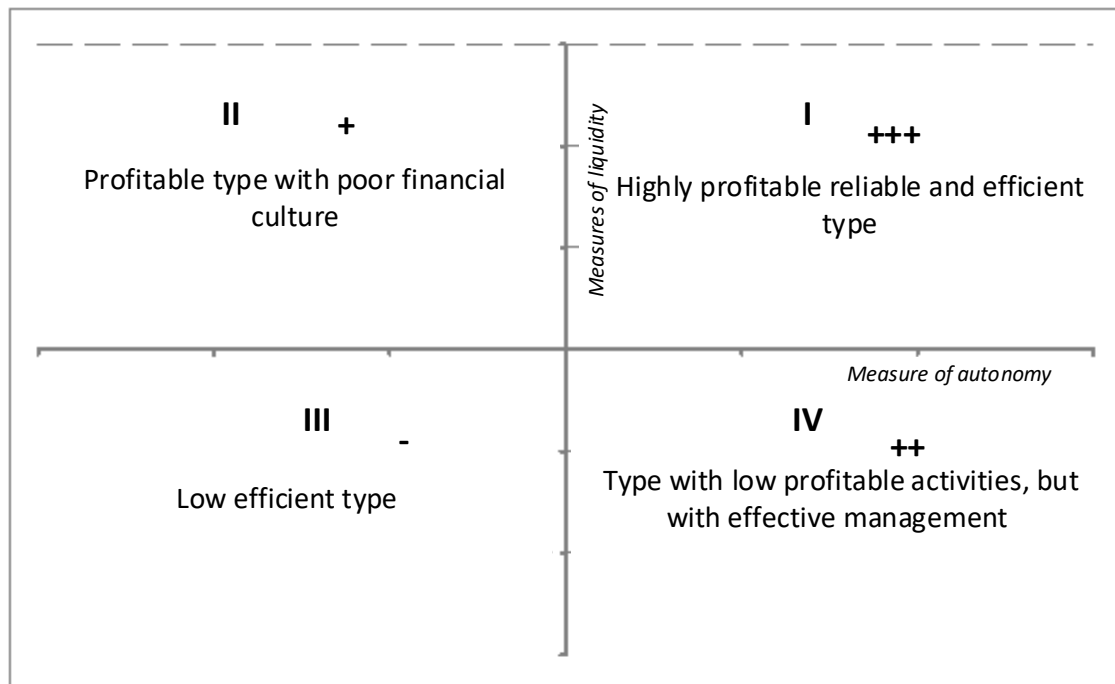 II
+
Profitable type with poor financial
culture
Measures of liquidity
I
+++
Highly profitable reliable and efficient
type
Measure of autonomy
III
-
Low efficient type
IV
++
Type with low profitable activities, but
with effective management